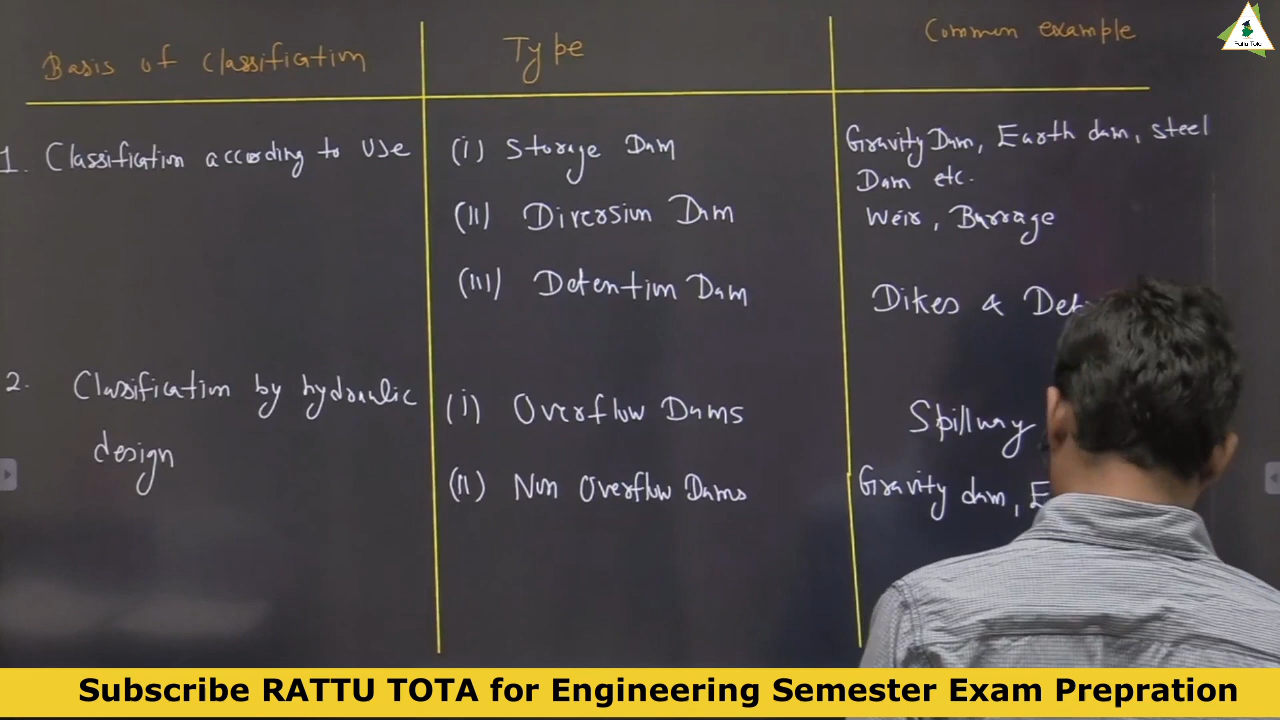 Basis of classification
Type
Common example
Rattu Tota
1. Classification according to Use
(i) Storage Dam
Gravity Dam, Earth dam, steel
Dam etc.
(ii) Diversion Dam
Weir, Barrage
(iii) Detention Dam
Dikes &
2. Classification by hydraulic
design
(i) Overflow Dams
Spillway
(ii) Non Overflow Dams
Gravity dam,
Subscribe RATTU TOTA for Engineering Semester Exam Prepration